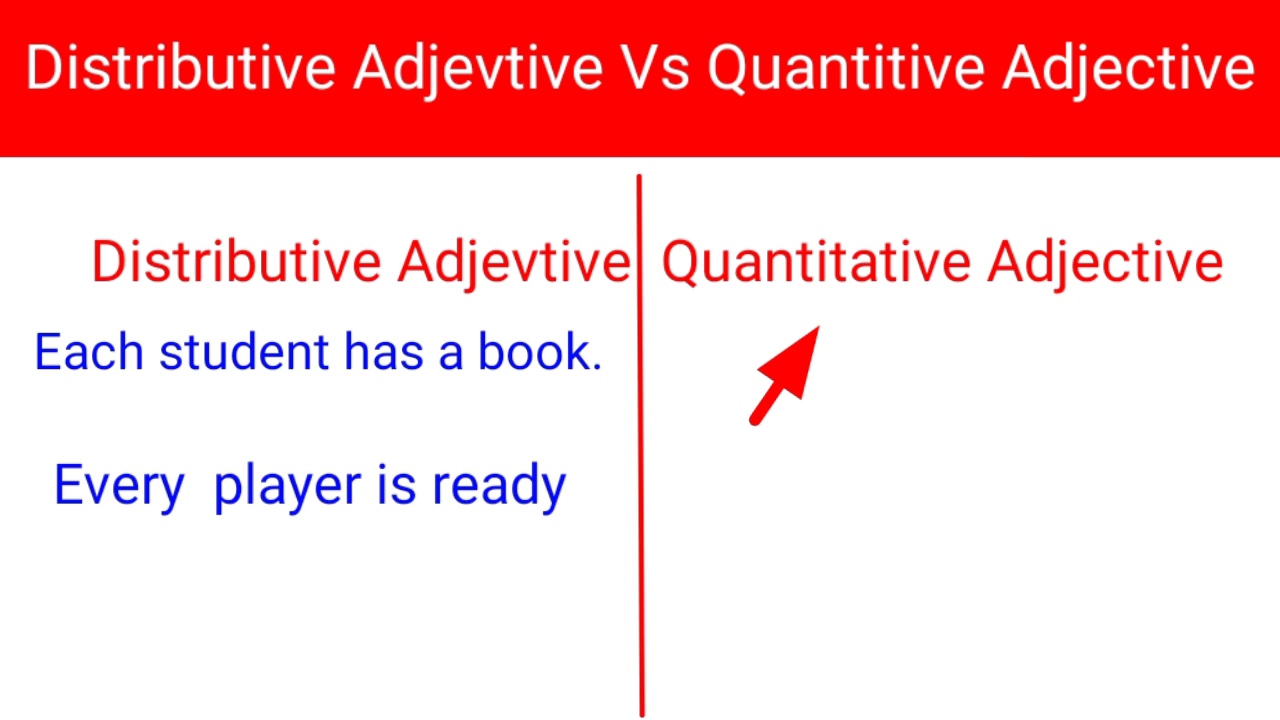 Distributive Adjevtive Vs Quantitive Adjective
Distributive Adjevtive
Each student has a book.
Every player is ready
Quantitative Adjective